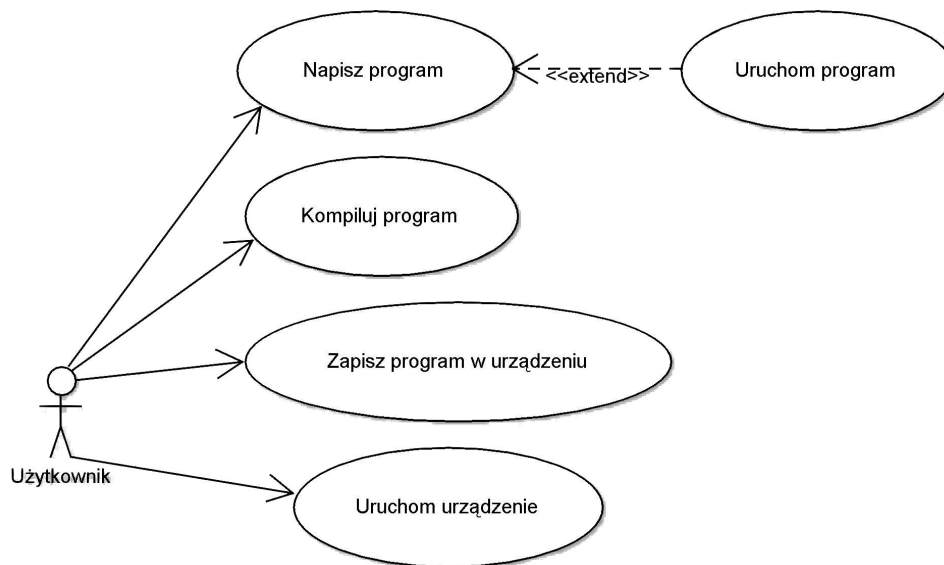 Napisz program
<<extend>>
Uruchom program
Kompiluj program
Zapisz program w urządzeniu
Użytkownik
Uruchom urządzenie